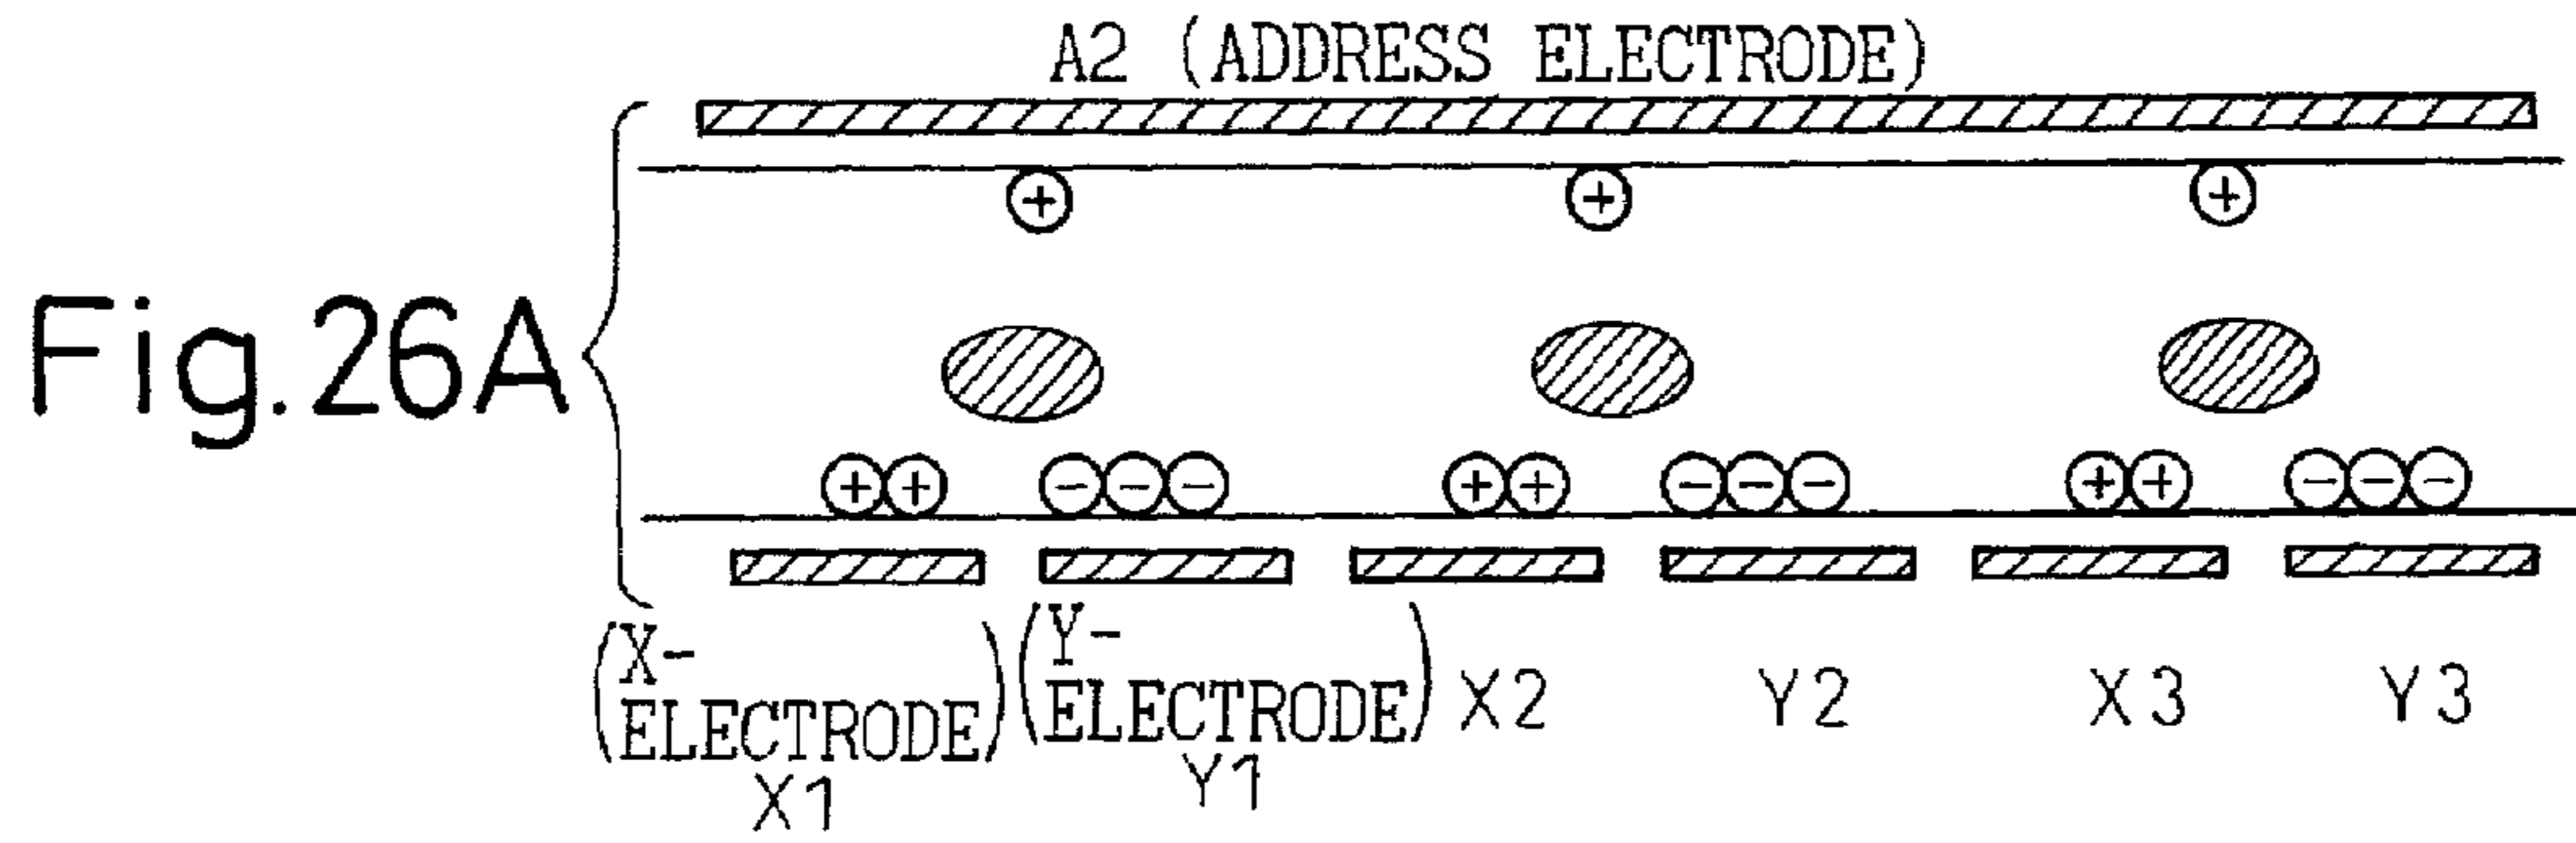 A2 (ADDRESS ELECTRODE)
+ + +
Fig.26A
++ --- ++ --- ++ ---
(X-
ELECTRODE)
X1
(Y-
ELECTRODE)
Y1
X2
Y2
X3
Y3